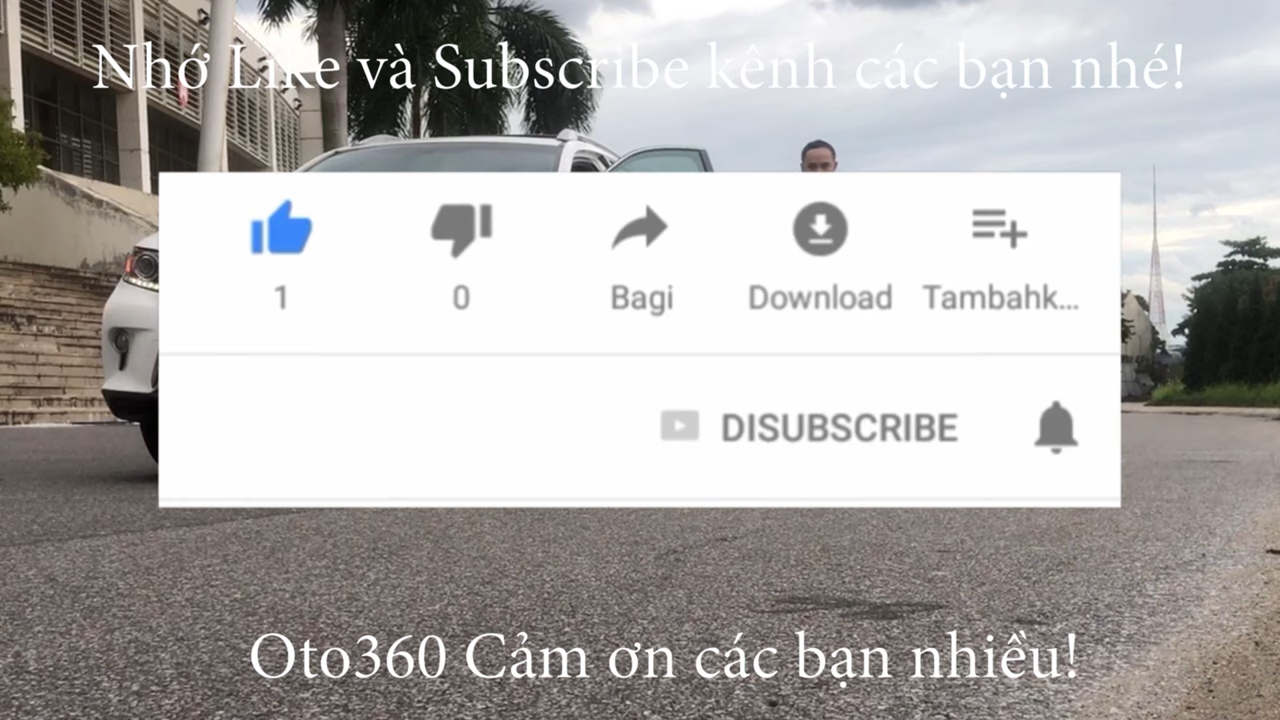 Nhớ Like và Subscribe kênh các bạn nhé!
1
0
Bagi
Download
Tambahk...
DISUBSCRIBE
Oto360 Cảm ơn các bạn nhiều!